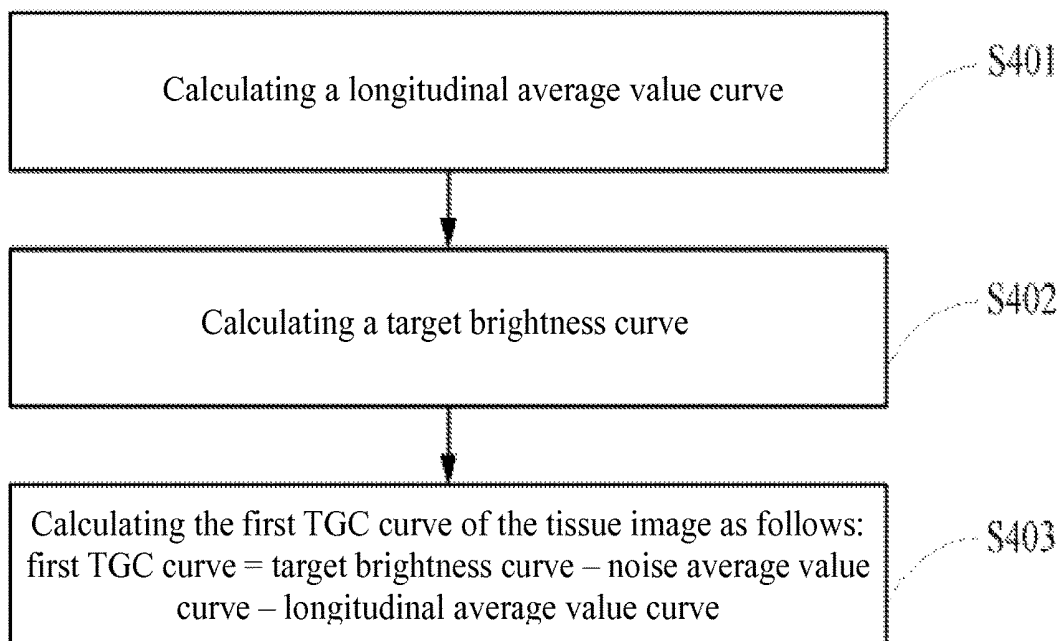 Calculating a longitudinal average value curve
S401
Calculating a target brightness curve
S402
Calculating the first TGC curve of the tissue image as follows:
first TGC curve = target brightness curve – noise average value
curve – longitudinal average value curve
S403